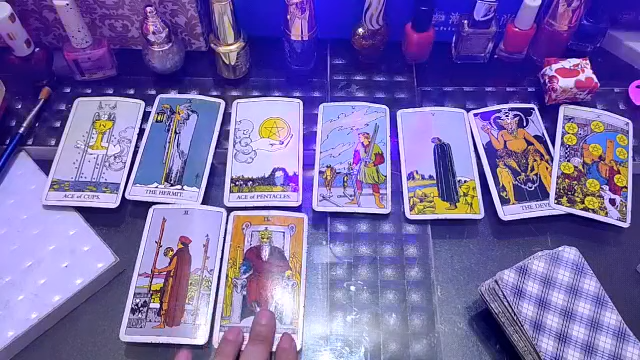 ACE of CUPS.
THE HERMIT.
ACE of PENTACLES.
THE DEVIL
II
IV